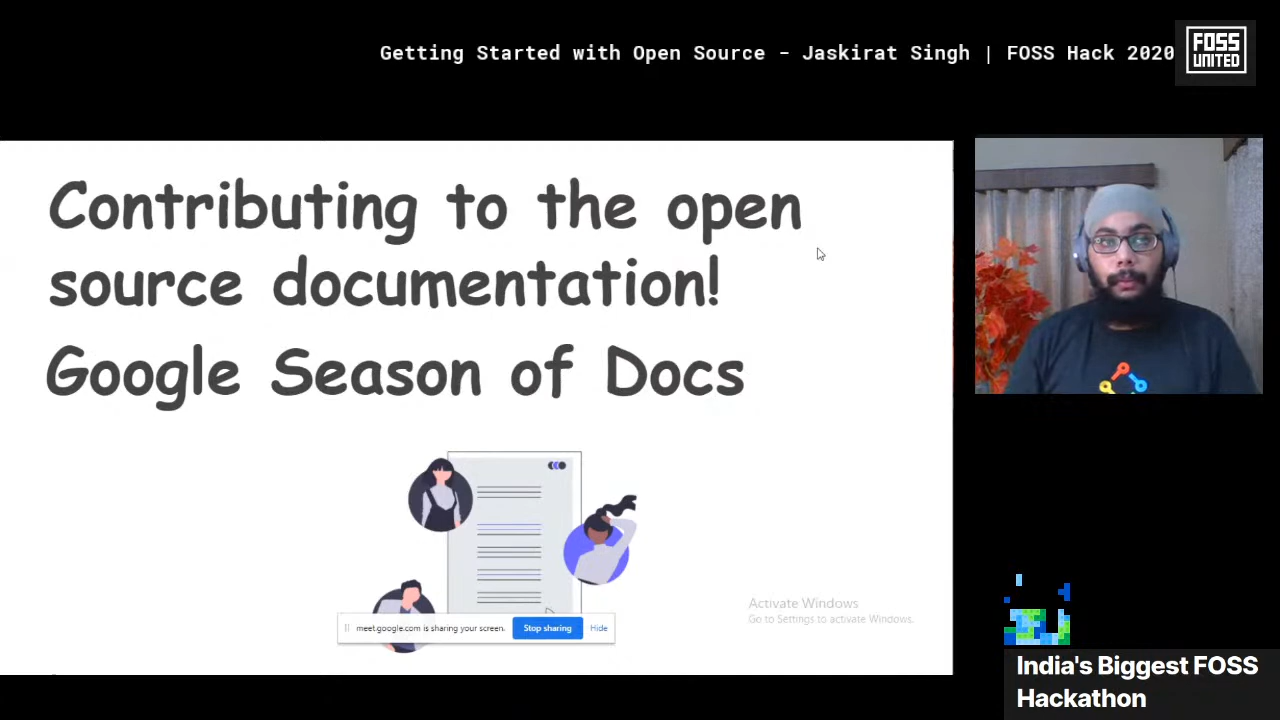 Getting Started with Open Source - Jaskirat Singh | FOSS Hack 2020
FOSS
UNITED
Contributing to the open
source documentation!
Google Season of Docs
meet.google.com is sharing your screen.
Stop sharing
Hide
Activate Windows
Go to Settings to activate Windows.
India's Biggest FOSS
Hackathon